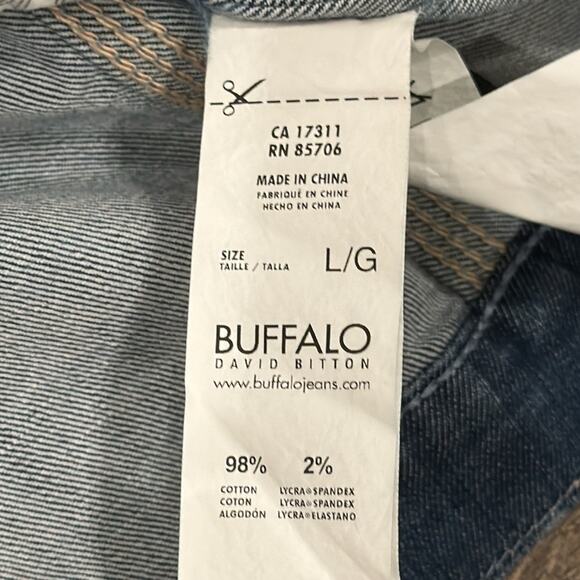 CA 17311
RN 85706
MADE IN CHINA
FABRIQUÉ EN CHINE
HECHO EN CHINA
SIZE
TAILLE / TALLA L/G
BUFFALO
DAVID BITTON
www.buffalojeans.com
98% 2%
COTTON LYCRA®SPANDEX
COTON LYCRA®SPANDEX
ALGODÓN LYCRA®ELASTANO